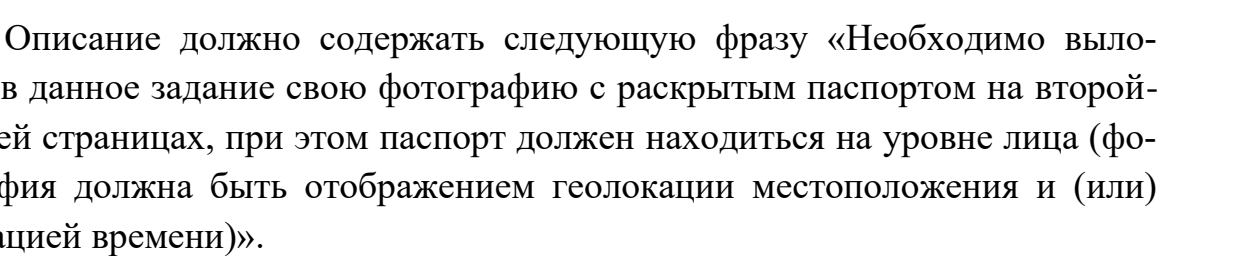 Описание должно содержать следующую фразу «Необходимо выло-
в данное задание свою фотографию с раскрытым паспортом на второй-
ей страницах, при этом паспорт должен находиться на уровне лица (фо-
фия должна быть отображением геолокации местоположения и (или)
ацией времени)».